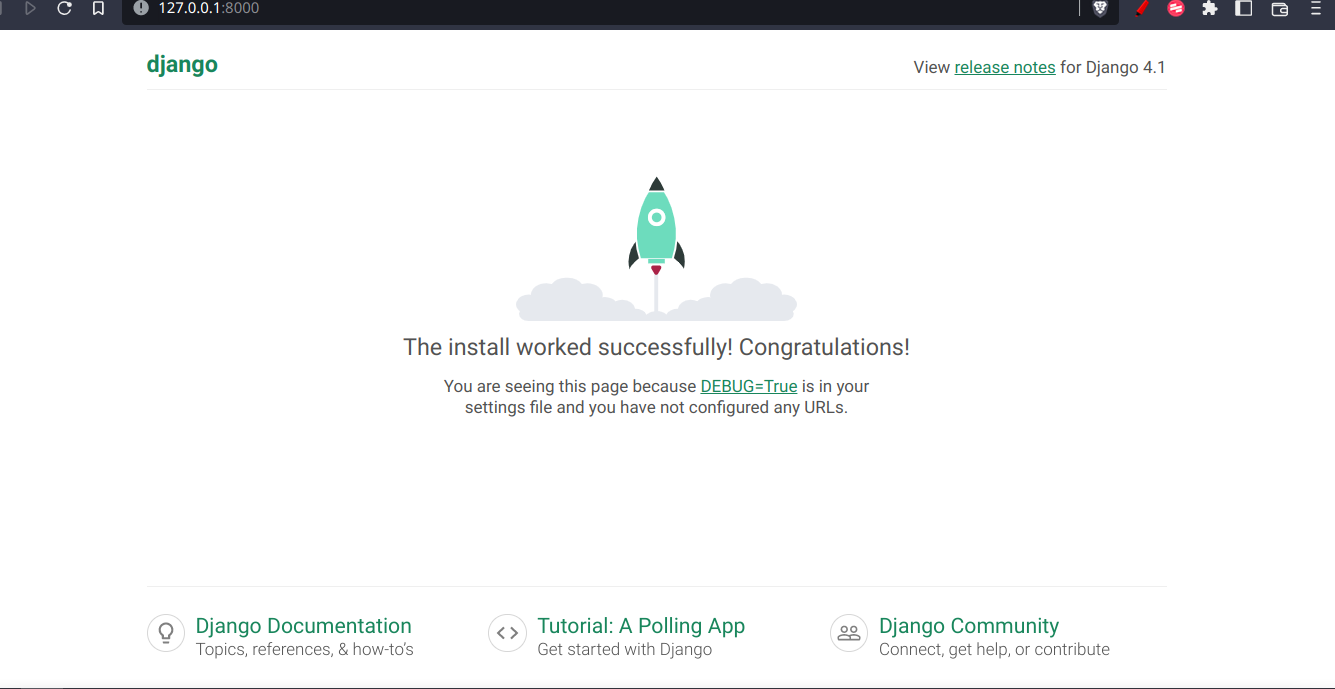 127.0.0.1:8000
django
View release notes for Django 4.1
The install worked successfully! Congratulations!
You are seeing this page because DEBUG=True is in your
settings file and you have not configured any URLs.
Django Documentation
Topics, references, & how-to’s
Tutorial: A Polling App
Get started with Django
Django Community
Connect, get help, or contribute